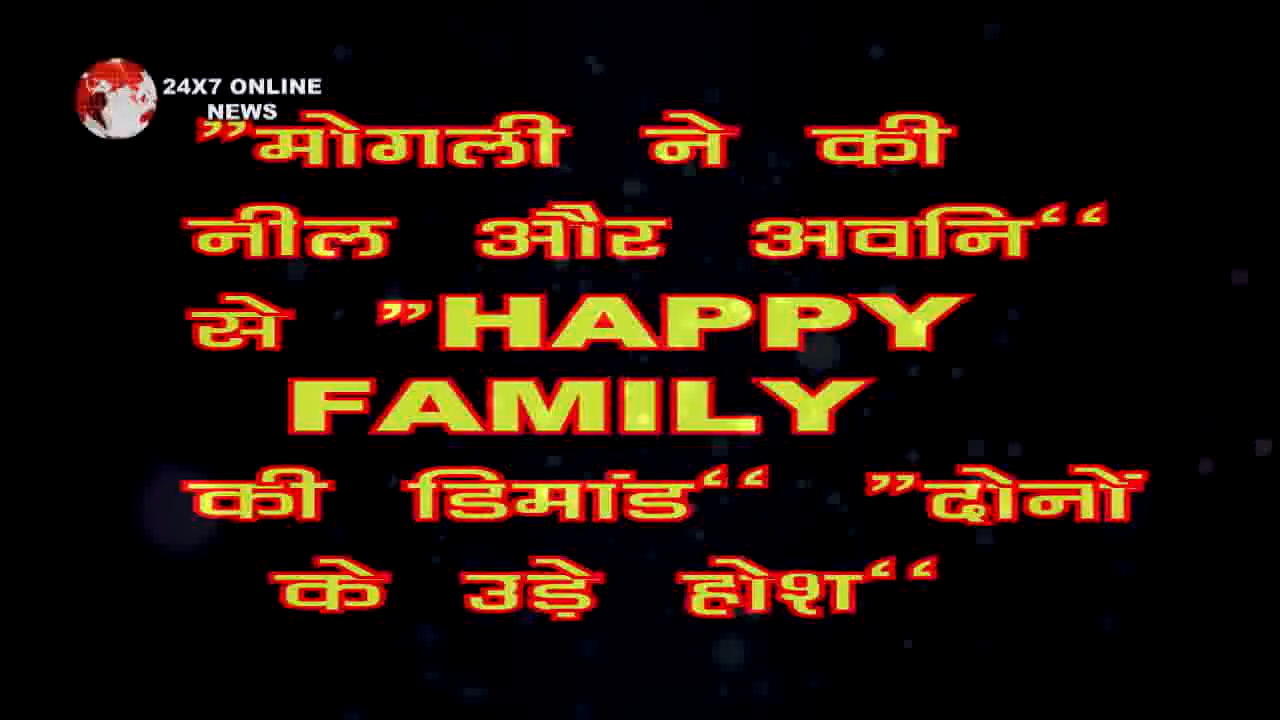 24X7 ONLINE
NEWS
”मोगली ने की
नील और अवनि“
से ”HAPPY
FAMILY
की डिमांड“ ”दोनों
के उड़े होश“